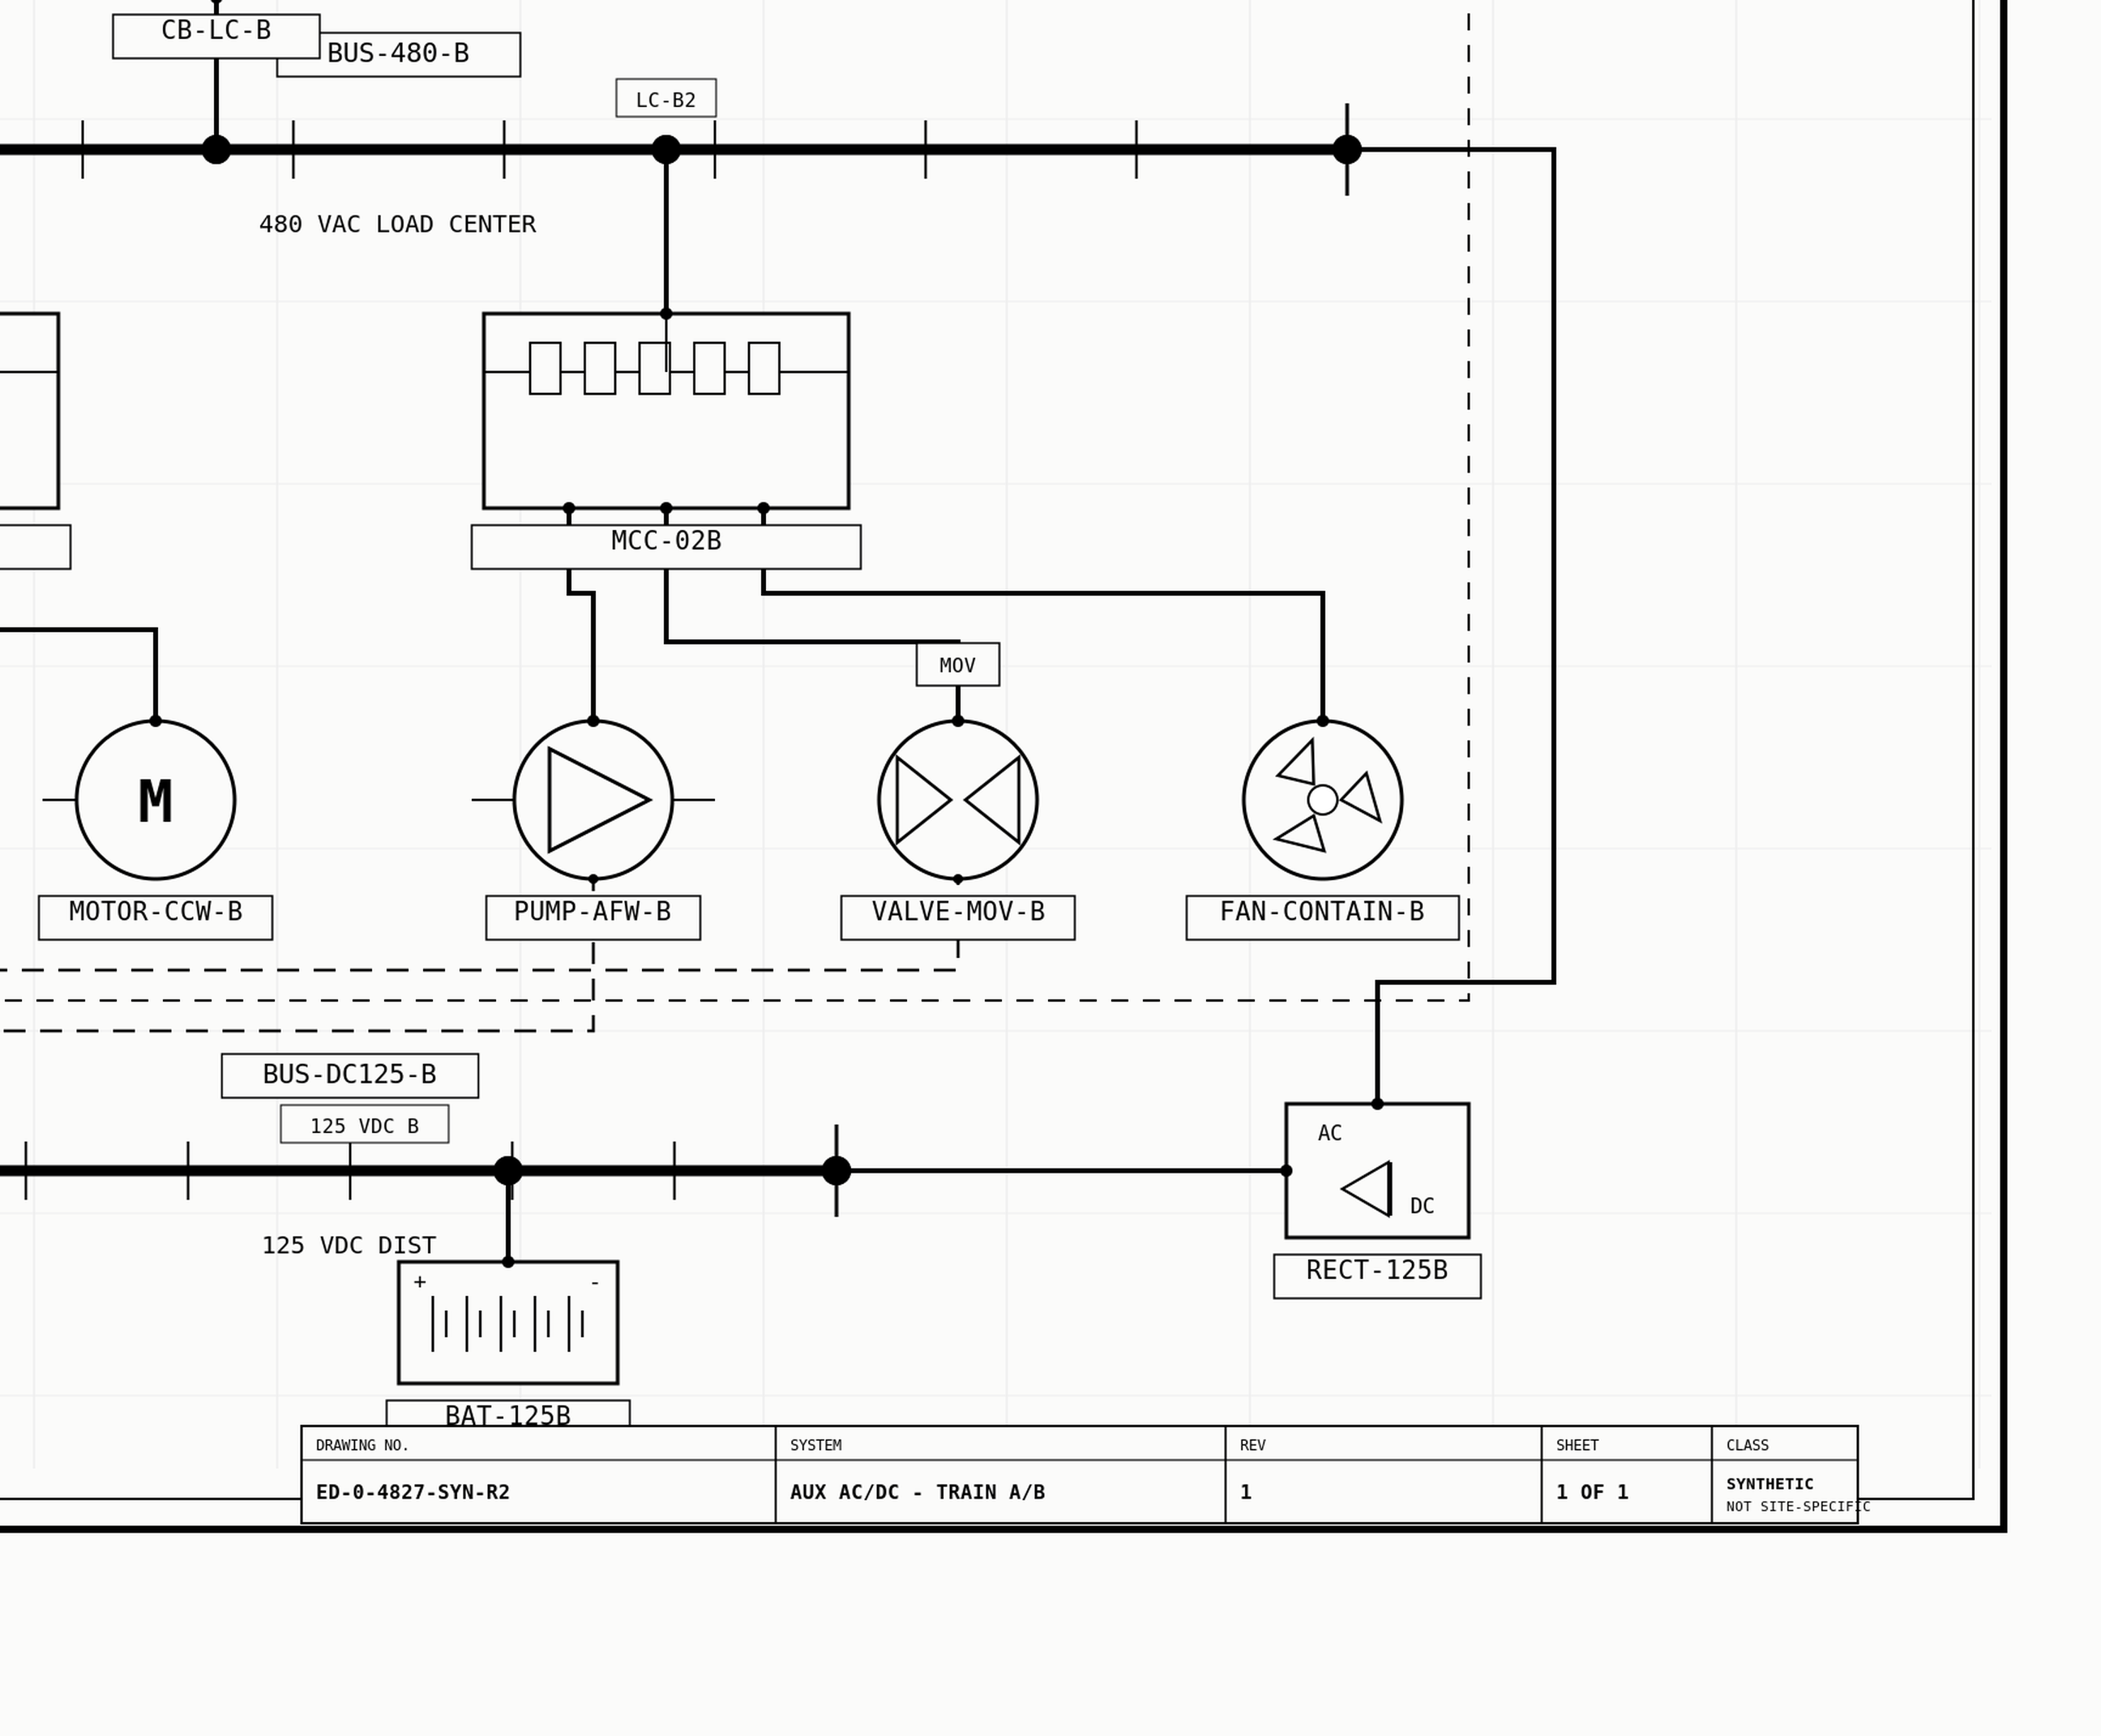 CB-LC-B
BUS-480-B
LC-B2
480 VAC LOAD CENTER
MCC-02B
MOV
M
MOTOR-CCW-B
PUMP-AFW-B
VALVE-MOV-B
FAN-CONTAIN-B
BUS-DC125-B
125 VDC B
AC
DC
125 VDC DIST
RECT-125B
+ -
BAT-125B
DRAWING NO. SYSTEM REV SHEET CLASS
ED-0-4827-SYN-R2 AUX AC/DC - TRAIN A/B 1 1 OF 1 SYNTHETIC
NOT SITE-SPECIFIC